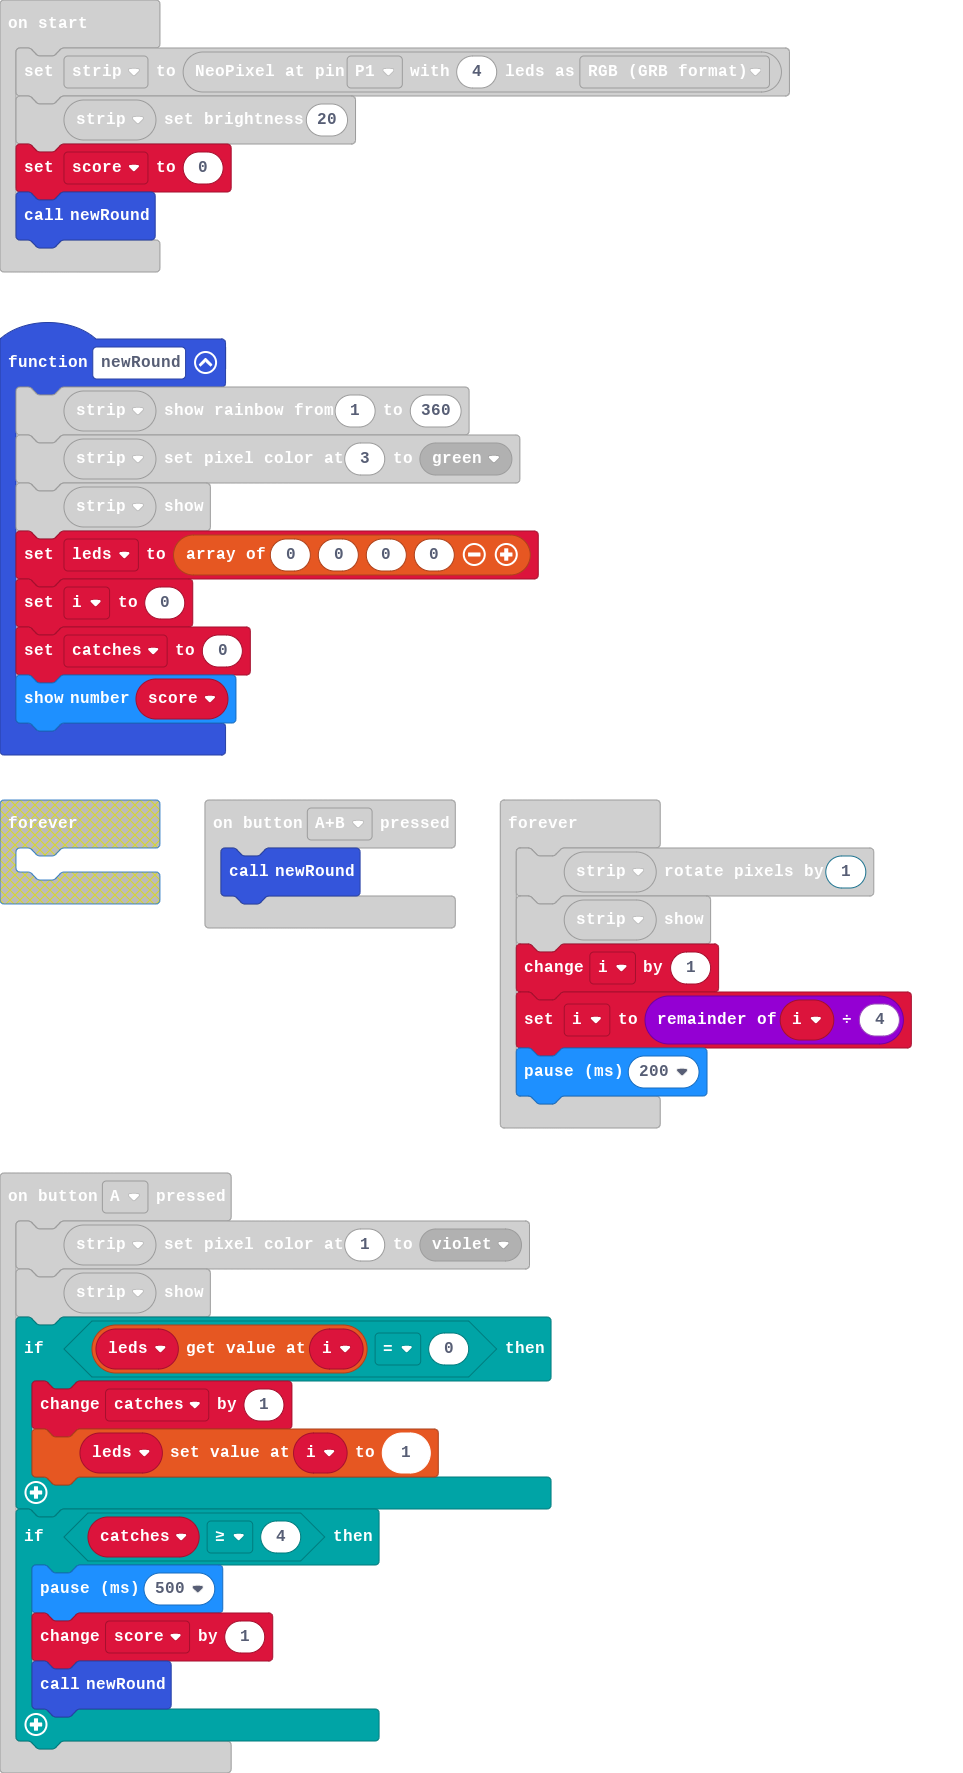 on start
set strip to NeoPixel at pin P1 with 4 leds as RGB (GRB format)
strip set brightness 20
set score to 0
call newRound
function newRound
strip show rainbow from 1 to 360
strip set pixel color at 3 to green
strip show
set leds to array of 0 0 0 0
set i to 0
set catches to 0
show number score
forever
on button A+B pressed
call newRound
forever
strip rotate pixels by 1
strip show
change i by 1
set i to remainder of i ÷ 4
pause (ms) 200
on button A pressed
strip set pixel color at 1 to violet
strip show
if leds get value at i = 0 then
change catches by 1
leds set value at i to 1
if catches ≥ 4 then
pause (ms) 500
change score by 1
call newRound